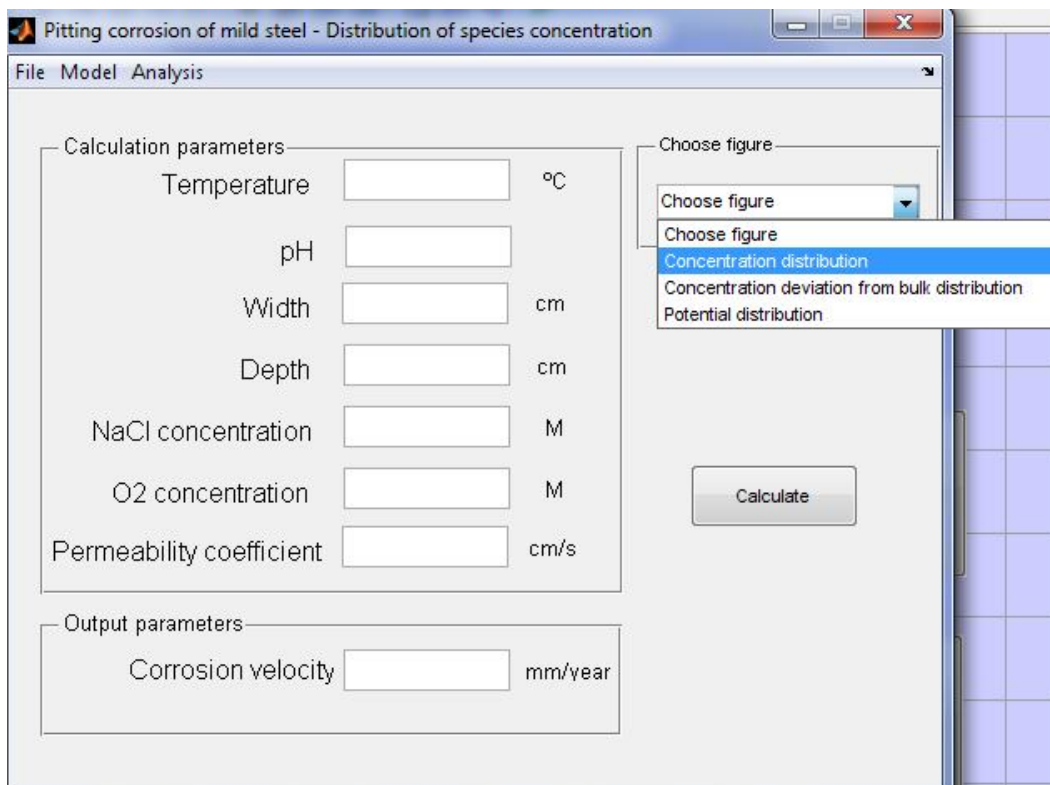 Pitting corrosion of mild steel - Distribution of species concentration
File Model Analysis
Calculation parameters
Temperature ºC
pH
Width cm
Depth cm
NaCl concentration M
O2 concentration M
Permeability coefficient cm/s
Choose figure
Choose figure
Choose figure
Concentration distribution
Concentration deviation from bulk distribution
Potential distribution
Calculate
Output parameters
Corrosion velocity mm/year